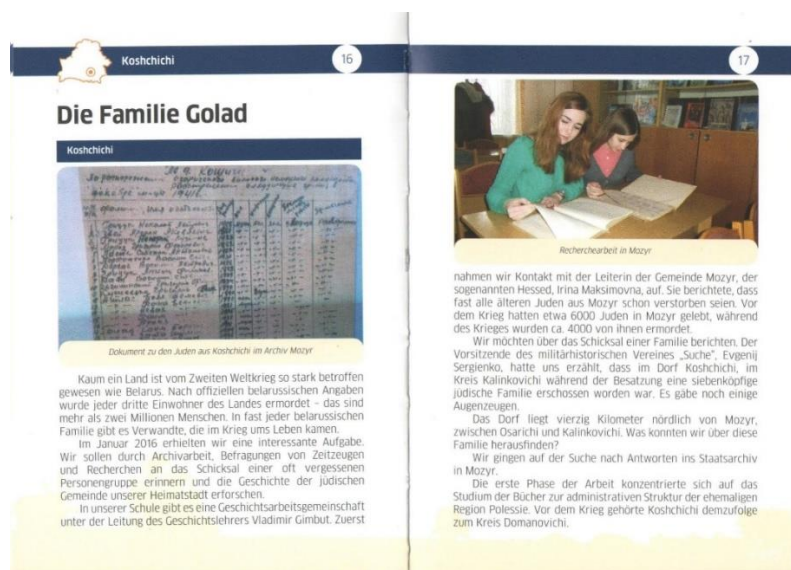 Koshchichi
16
Die Familie Golad
Koshchichi
Dokument zu den Juden aus Koshchichi im Archiv Mozyr
Kaum ein Land ist vom Zweiten Weltkrieg so stark betroffen
gewesen wie Belarus. Nach offiziellen belarussischen Angaben
wurde jeder dritte Einwohner des Landes ermordet – das sind
mehr als zwei Millionen Menschen. In fast jeder belarussischen
Familie gibt es Verwandte, die im Krieg ums Leben kamen.
Im Januar 2016 erhielten wir eine interessante Aufgabe.
Wir sollen durch Archivarbeit, Befragungen von Zeitzeugen
und Recherchen an das Schicksal einer oft vergessenen
Personengruppe erinnern und die Geschichte der jüdischen
Gemeinde unserer Heimatstadt erforschen.
In unserer Schule gibt es eine Geschichtsarbeitsgemeinschaft
unter der Leitung des Geschichtslehrers Vladimir Gimbut. Zuerst
17
Recherchearbeit in Mozyr
nahmen wir Kontakt mit der Leiterin der Gemeinde Mozyr, der
sogenannten Hessed, Irina Maksimovna, auf. Sie berichtete, dass
fast alle älteren Juden aus Mozyr schon verstorben seien. Vor
dem Krieg hatten etwa 6000 Juden in Mozyr gelebt, während
des Krieges wurden ca. 4000 von ihnen ermordet.
Wir möchten über das Schicksal einer Familie berichten. Der
Vorsitzende des militärhistorischen Vereines „Suche", Evgenij
Sergienko, hatte uns erzählt, dass im Dorf Koshchichi, im
Kreis Kalinkovichi während der Besatzung eine siebenköpfige
jüdische Familie erschossen worden war. Es gäbe noch einige
Augenzeugen.
Das Dorf liegt vierzig Kilometer nördlich von Mozyr,
zwischen Osarichi und Kalinkovichi. Was konnten wir über diese
Familie herausfinden?
Wir gingen auf der Suche nach Antworten ins Staatsarchiv
in Mozyr.
Die erste Phase der Arbeit konzentrierte sich auf das
Studium der Bücher zur administrativen Struktur der ehemaligen
Region Polessie. Vor dem Krieg gehörte Koshchichi demzufolge
zum Kreis Domanovichi.